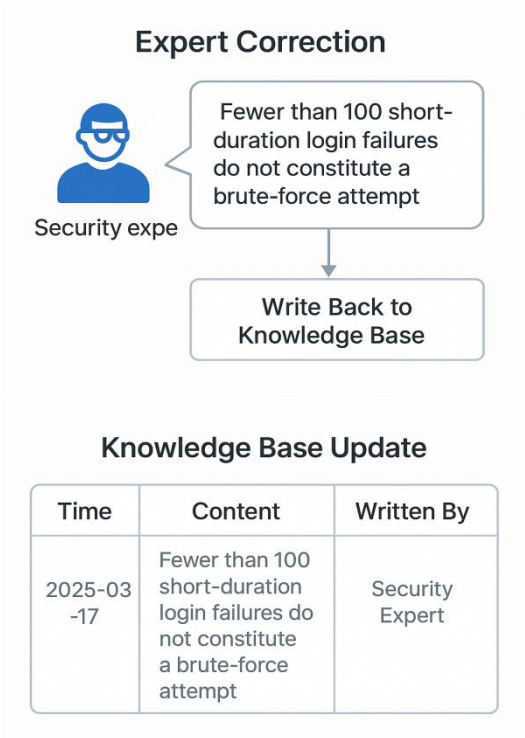 Expert Correction
Fewer than 100 short-
duration login failures
do not constitute a
brute-force attempt
Security expe
Write Back to
Knowledge Base
Knowledge Base Update
Time
Content
Written By
2025-03
-17
Fewer than 100
short-duration
login failures do
not constitute
a brute-force
attempt
Security
Expert